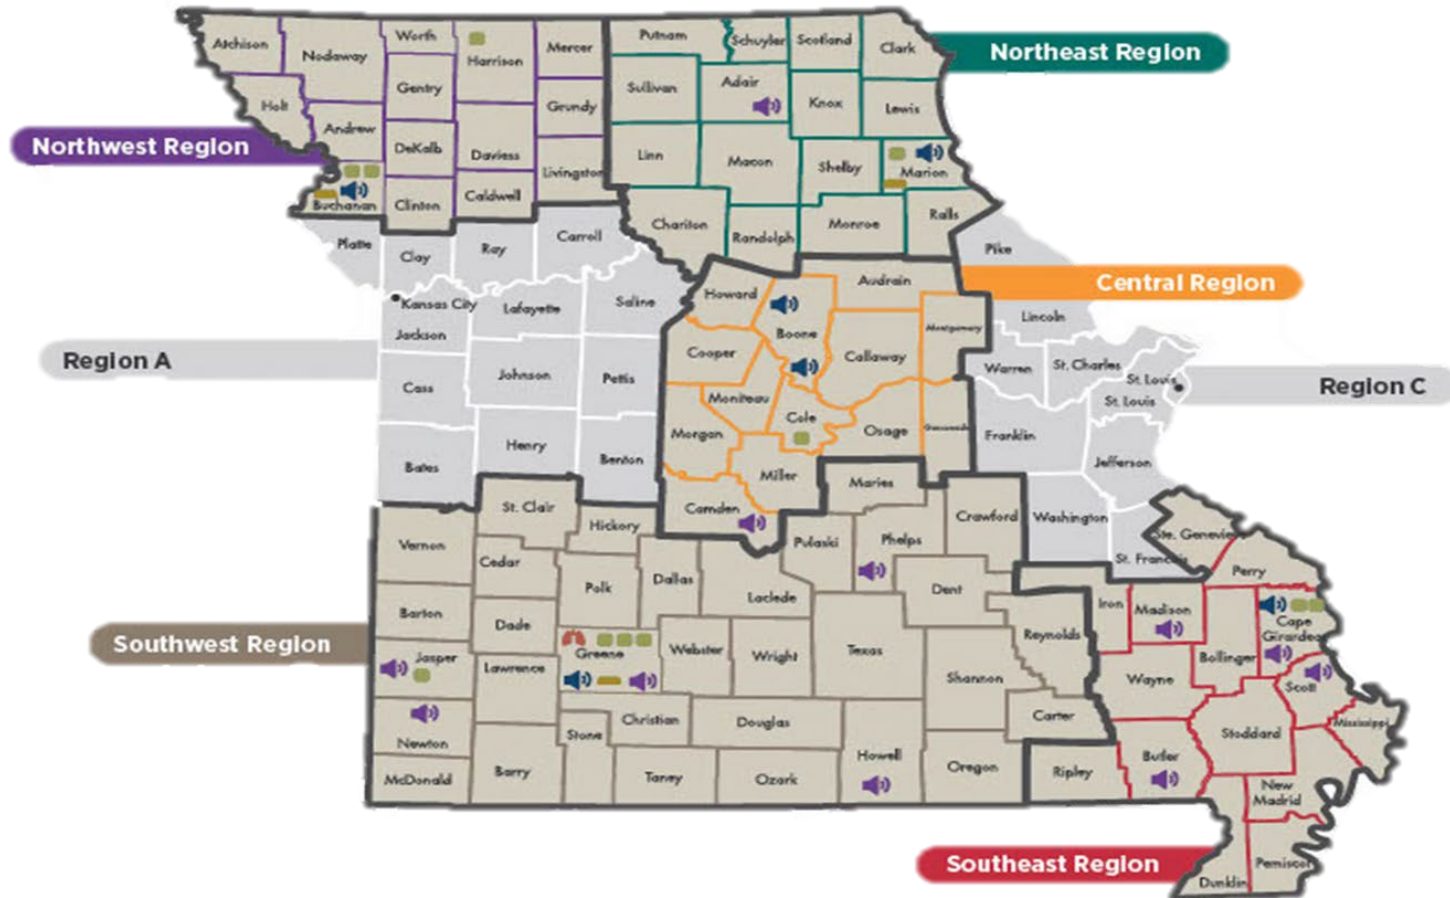 Atchison
Nodaway
Worth
Harrison
Mercer
Putnam
Schuyler
Scotland
Clark
Northeast Region
Holt
Gentry
Grundy
Sullivan
Adair
Knox
Lewis
Northwest Region
Andrew
DeKalb
Daviess
Livingston
Linn
Macon
Shelby
Marion
Buchanan
Clinton
Caldwell
Chariton
Randolph
Monroe
Ralls
Platte
Clay
Ray
Carroll
Pike
Kansas City
Lafayette
Saline
Howard
Audrain
Central Region
Jackson
Boone
Montgomery
Lincoln
Region A
Cooper
Callaway
Warren
St. Charles
St. Louis
St. Louis
Region C
Cass
Johnson
Pettis
Moniteau
Cole
Osage
Franklin
Bates
Henry
Benton
Morgan
Miller
Jefferson
St. Clair
Hickory
Camden
Maries
Crawford
Washington
Ste. Genevieve
Vernon
Cedar
Polk
Dallas
Laclede
Pulaski
Phelps
Dent
St. Francois
Perry
Barton
Dade
Iron
Madison
Cape
Girardeau
Southwest Region
Jasper
Lawrence
Greene
Webster
Wright
Texas
Shannon
Reynolds
Wayne
Bollinger
Scott
Newton
Christian
Stone
Douglas
Howell
Carter
Butler
Stoddard
Mississippi
McDonald
Barry
Taney
Ozark
Oregon
Ripley
New
Madrid
Southeast Region
Dunklin
Pemiscot